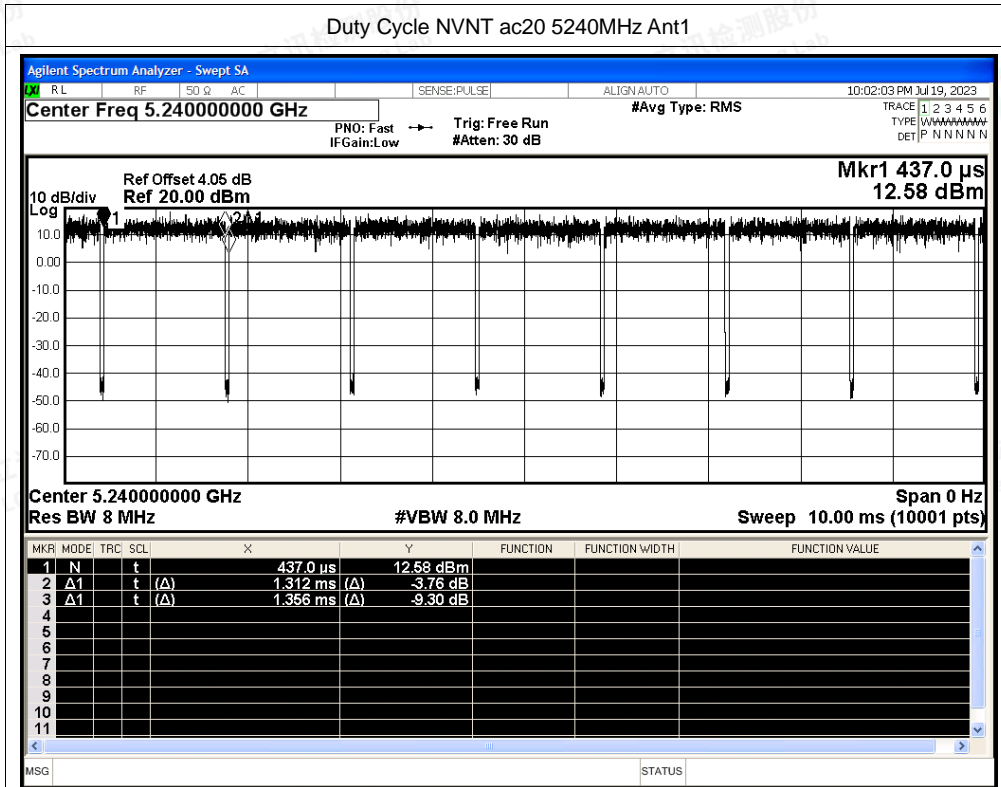 Duty Cycle NVNT ac20 5240MHz Ant1
Agilent Spectrum Analyzer - Swept SA
LXI RL RF 50 Ω AC SENSE:PULSE ALIGN AUTO 10:02:03 PM Jul 19, 2023
Center Freq 5.240000000 GHz #Avg Type: RMS TRACE 1 2 3 4 5 6
PNO: Fast Trig: Free Run TYPE WWWWWW
IFGain:Low #Atten: 30 dB DET P N N N N N
Mkr1 437.0 µs
Ref Offset 4.05 dB
10 dB/div Ref 20.00 dBm 12.58 dBm
Log
1 2Δ1
10.0
0.00
-10.0
-20.0
-30.0
-40.0
-50.0
-60.0
-70.0
Center 5.240000000 GHz Span 0 Hz
Res BW 8 MHz #VBW 8.0 MHz Sweep 10.00 ms (10001 pts)
MKR MODE TRC SCL X Y FUNCTION FUNCTION WIDTH FUNCTION VALUE
1 N t 437.0 µs 12.58 dBm
2 Δ1 t (Δ) 1.312 ms (Δ) -3.76 dB
3 Δ1 t (Δ) 1.356 ms (Δ) -9.30 dB
4
5
6
7
8
9
10
11
MSG STATUS